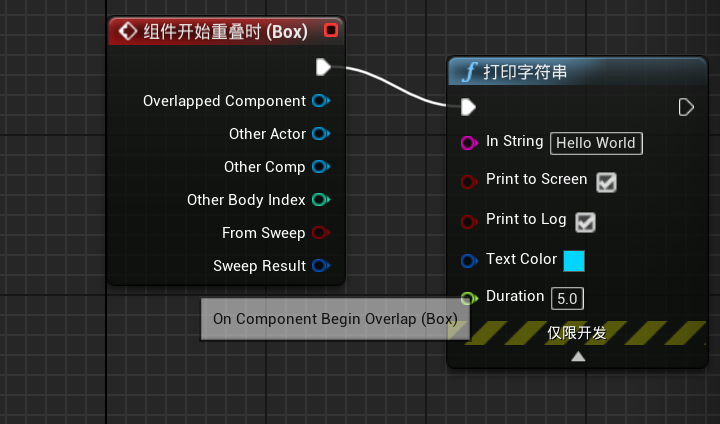 组件开始重叠时 (Box)
Overlapped Component
Other Actor
Other Comp
Other Body Index
From Sweep
Sweep Result
On Component Begin Overlap (Box)
f 打印字符串
In String Hello World
Print to Screen
Print to Log
Text Color
Duration 5.0
仅限开发